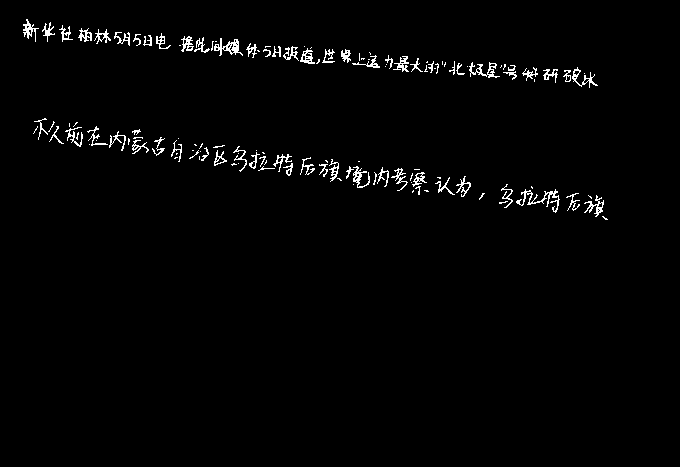 新华社柏林5月5日电 据此间媒体5日报道,世界上运力最大的“北极星”号科研破冰
不久前在内蒙古自治区乌拉特后旗境内考察认为,乌拉特后旗